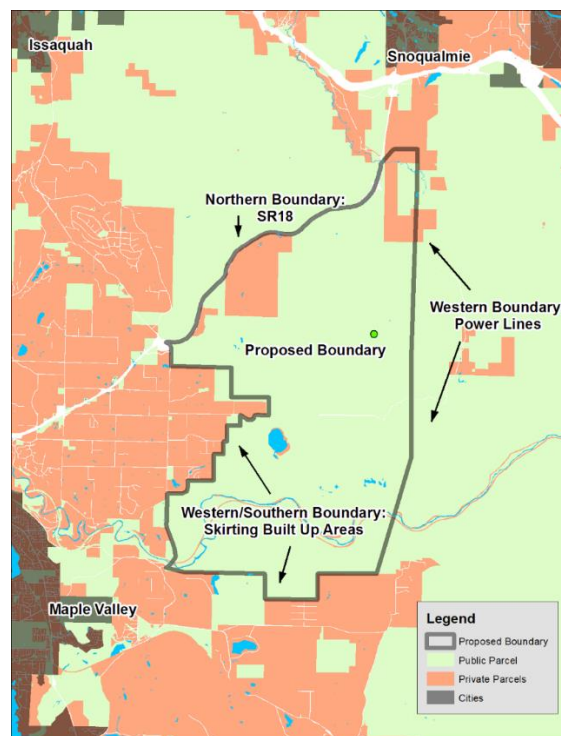 Issaquah
Snoqualmie
Northern Boundary:
SR18
Western Boundary
Power Lines
Proposed Boundary
Western/Southern Boundary:
Skirting Built Up Areas
Maple Valley
Legend
Proposed Boundary
Public Parcel
Private Parcels
Cities